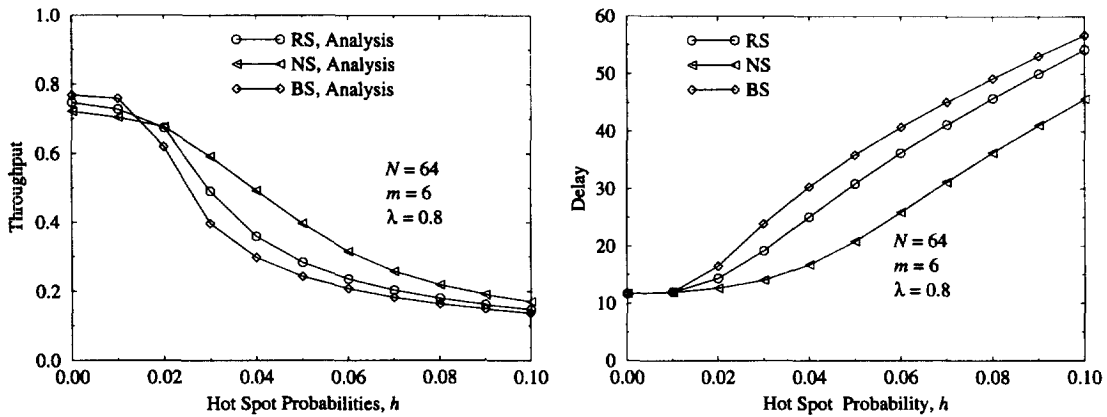 1.0
0.8
0.6
0.4
0.2
0.0
Throughput
RS, Analysis
NS, Analysis
BS, Analysis
N = 64
m = 6
λ = 0.8
0.00 0.02 0.04 0.06 0.08 0.10
Hot Spot Probabilities, h
60
50
40
30
20
10
0
Delay
RS
NS
BS
N = 64
m = 6
λ = 0.8
0.00 0.02 0.04 0.06 0.08 0.10
Hot Spot Probability, h